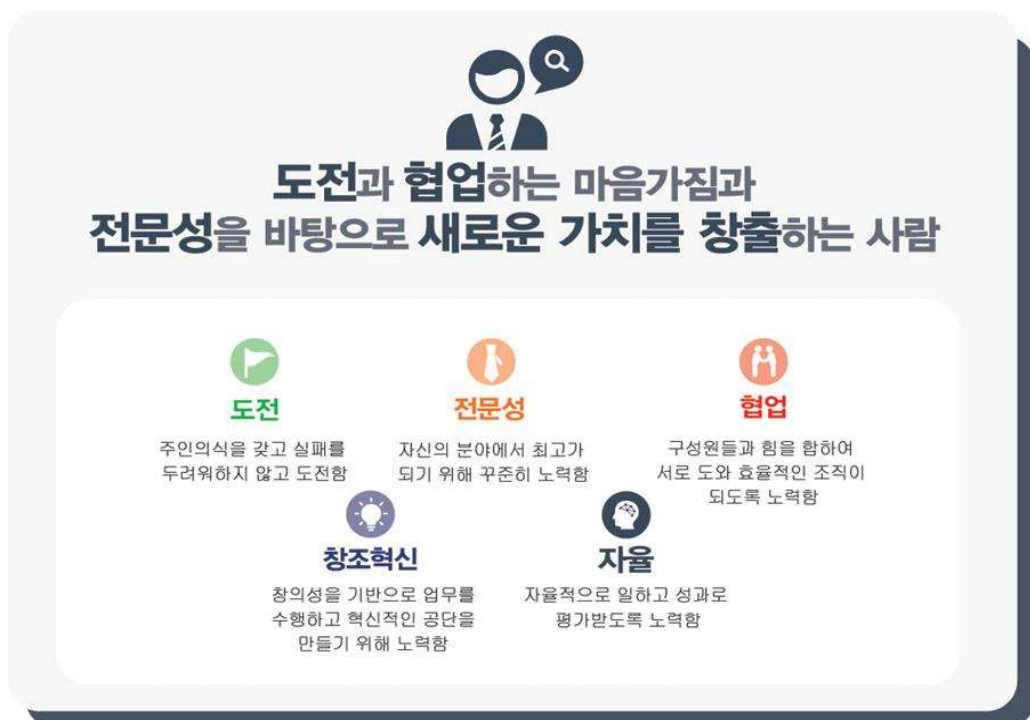 도전과 협업하는 마음가짐과
전문성을 바탕으로 새로운 가치를 창출하는 사람
도전
주인의식을 갖고 실패를
두려워하지 않고 도전함
전문성
자신의 분야에서 최고가
되기 위해 꾸준히 노력함
협업
구성원들과 힘을 합하여
서로 도와 효율적인 조직이
되도록 노력함
창조혁신
창의성을 기반으로 업무를
수행하고 혁신적인 공단을
만들기 위해 노력함
자율
자율적으로 일하고 성과로
평가받도록 노력함